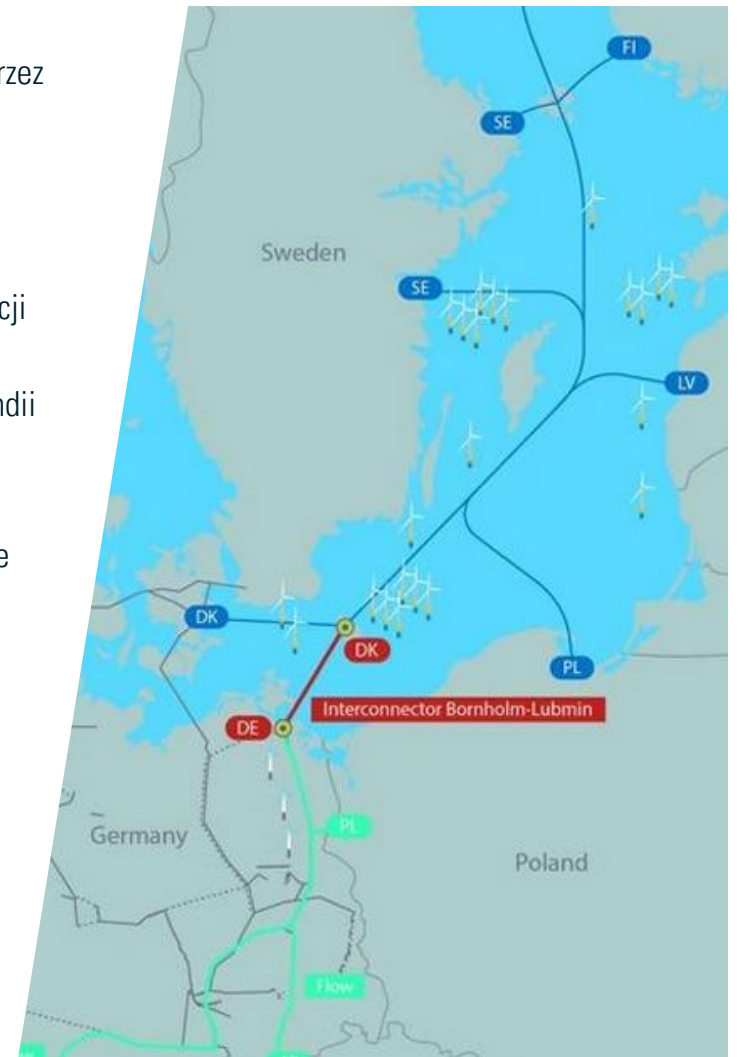 rzez
cji
ndii
e
FI
SE
Sweden
SE
LV
DK
DK
PL
Interconnector Bornholm-Lubmin
DE
PL
Germany
Poland
Flow